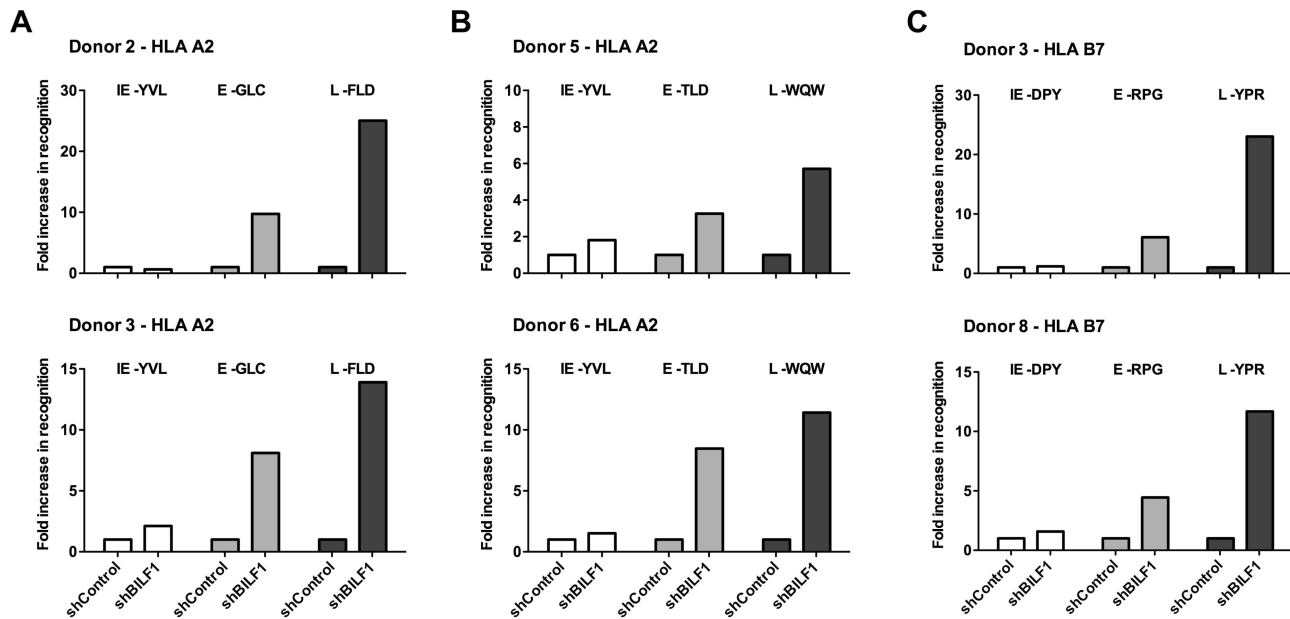 A
Donor 2 - HLA A2
Fold increase in recognition
30
20
10
0
IE -YVL E -GLC L -FLD
Donor 3 - HLA A2
Fold increase in recognition
15
10
5
0
IE -YVL E -GLC L -FLD
shControl shBILF1 shControl shBILF1 shControl shBILF1
B
Donor 5 - HLA A2
Fold increase in recognition
10
8
6
4
2
0
IE -YVL E -TLD L -WQW
Donor 6 - HLA A2
Fold increase in recognition
15
10
5
0
IE -YVL E -TLD L -WQW
shControl shBILF1 shControl shBILF1 shControl shBILF1
C
Donor 3 - HLA B7
Fold increase in recognition
30
20
10
0
IE -DPY E -RPG L -YPR
Donor 8 - HLA B7
Fold increase in recognition
15
10
5
0
IE -DPY E -RPG L -YPR
shControl shBILF1 shControl shBILF1 shControl shBILF1